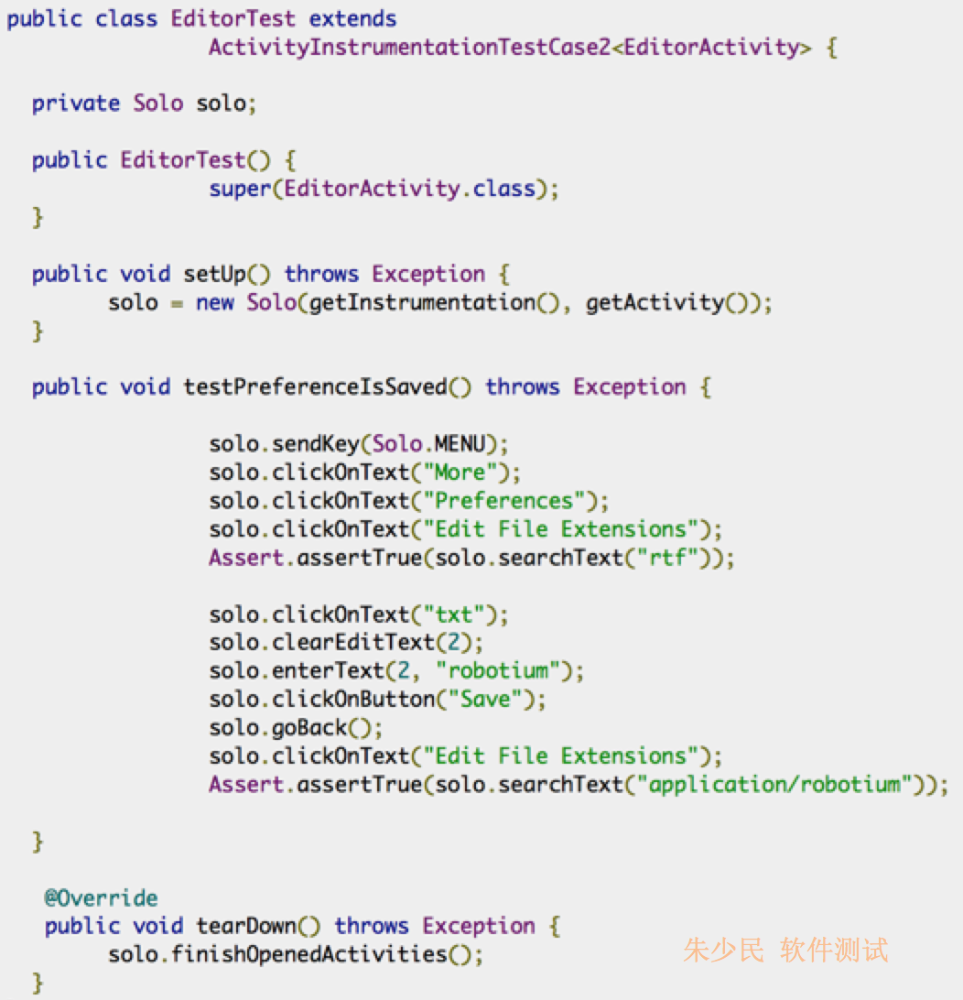 public class EditorTest extends
ActivityInstrumentationTestCase2<EditorActivity> {
private Solo solo;
public EditorTest() {
super(EditorActivity.class);
}
public void setUp() throws Exception {
solo = new Solo(getInstrumentation(), getActivity());
}
public void testPreferenceIsSaved() throws Exception {
solo.sendKey(Solo.MENU);
solo.clickOnText("More");
solo.clickOnText("Preferences");
solo.clickOnText("Edit File Extensions");
Assert.assertTrue(solo.searchText("rtf"));
solo.clickOnText("txt");
solo.clearEditText(2);
solo.enterText(2, "robotium");
solo.clickOnButton("Save");
solo.goBack();
solo.clickOnText("Edit File Extensions");
Assert.assertTrue(solo.searchText("application/robotium"));
}
@Override
public void tearDown() throws Exception {
solo.finishOpenedActivities();
}
朱少民 软件测试